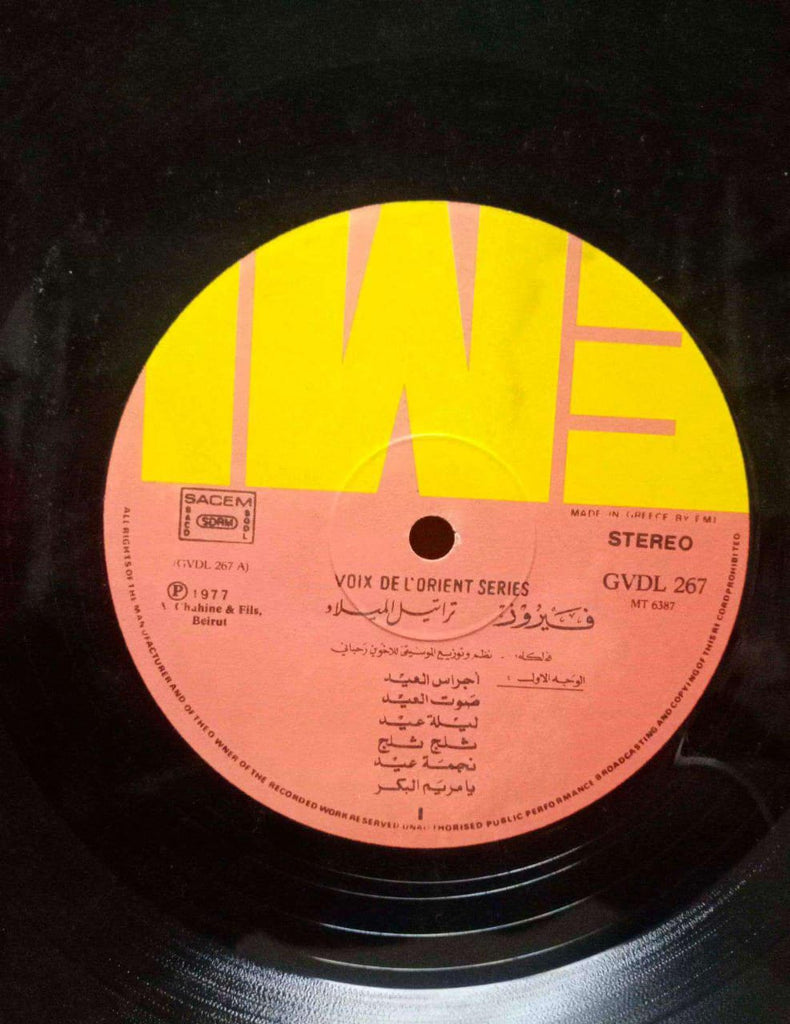 EMI
SACEM
SACD
SDRM
SGDL
MADE IN GREECE BY EMI
STEREO
(GVDL 267 A)
GVDL 267
MT 6387
Ⓟ 1977
A. Chahine & Fils,
Beirut
VOIX DE L'ORIENT SERIES
فيروز تراتيل الميلاد
نظم وتوزيع الموسيقى للاخوين رحباني
الوجه الاول :
أجراس العيد
صوت العيد
ليلة عيد
ثلج ثلج
نجمة عيد
يا مريم البكر
1
ALL RIGHTS OF THE MANUFACTURER AND OF THE OWNER OF THE RECORDED WORK RESERVED UNAUTHORISED PUBLIC PERFORMANCE BROADCASTING AND COPYING OF THIS RECORD PROHIBITED